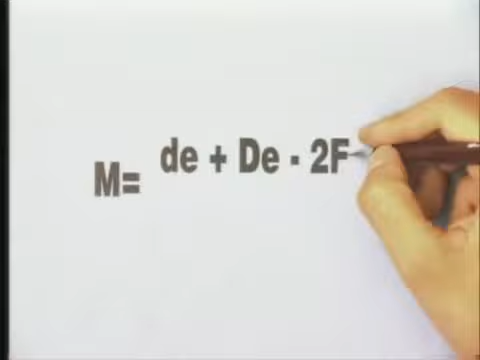 M= de + De - 2F